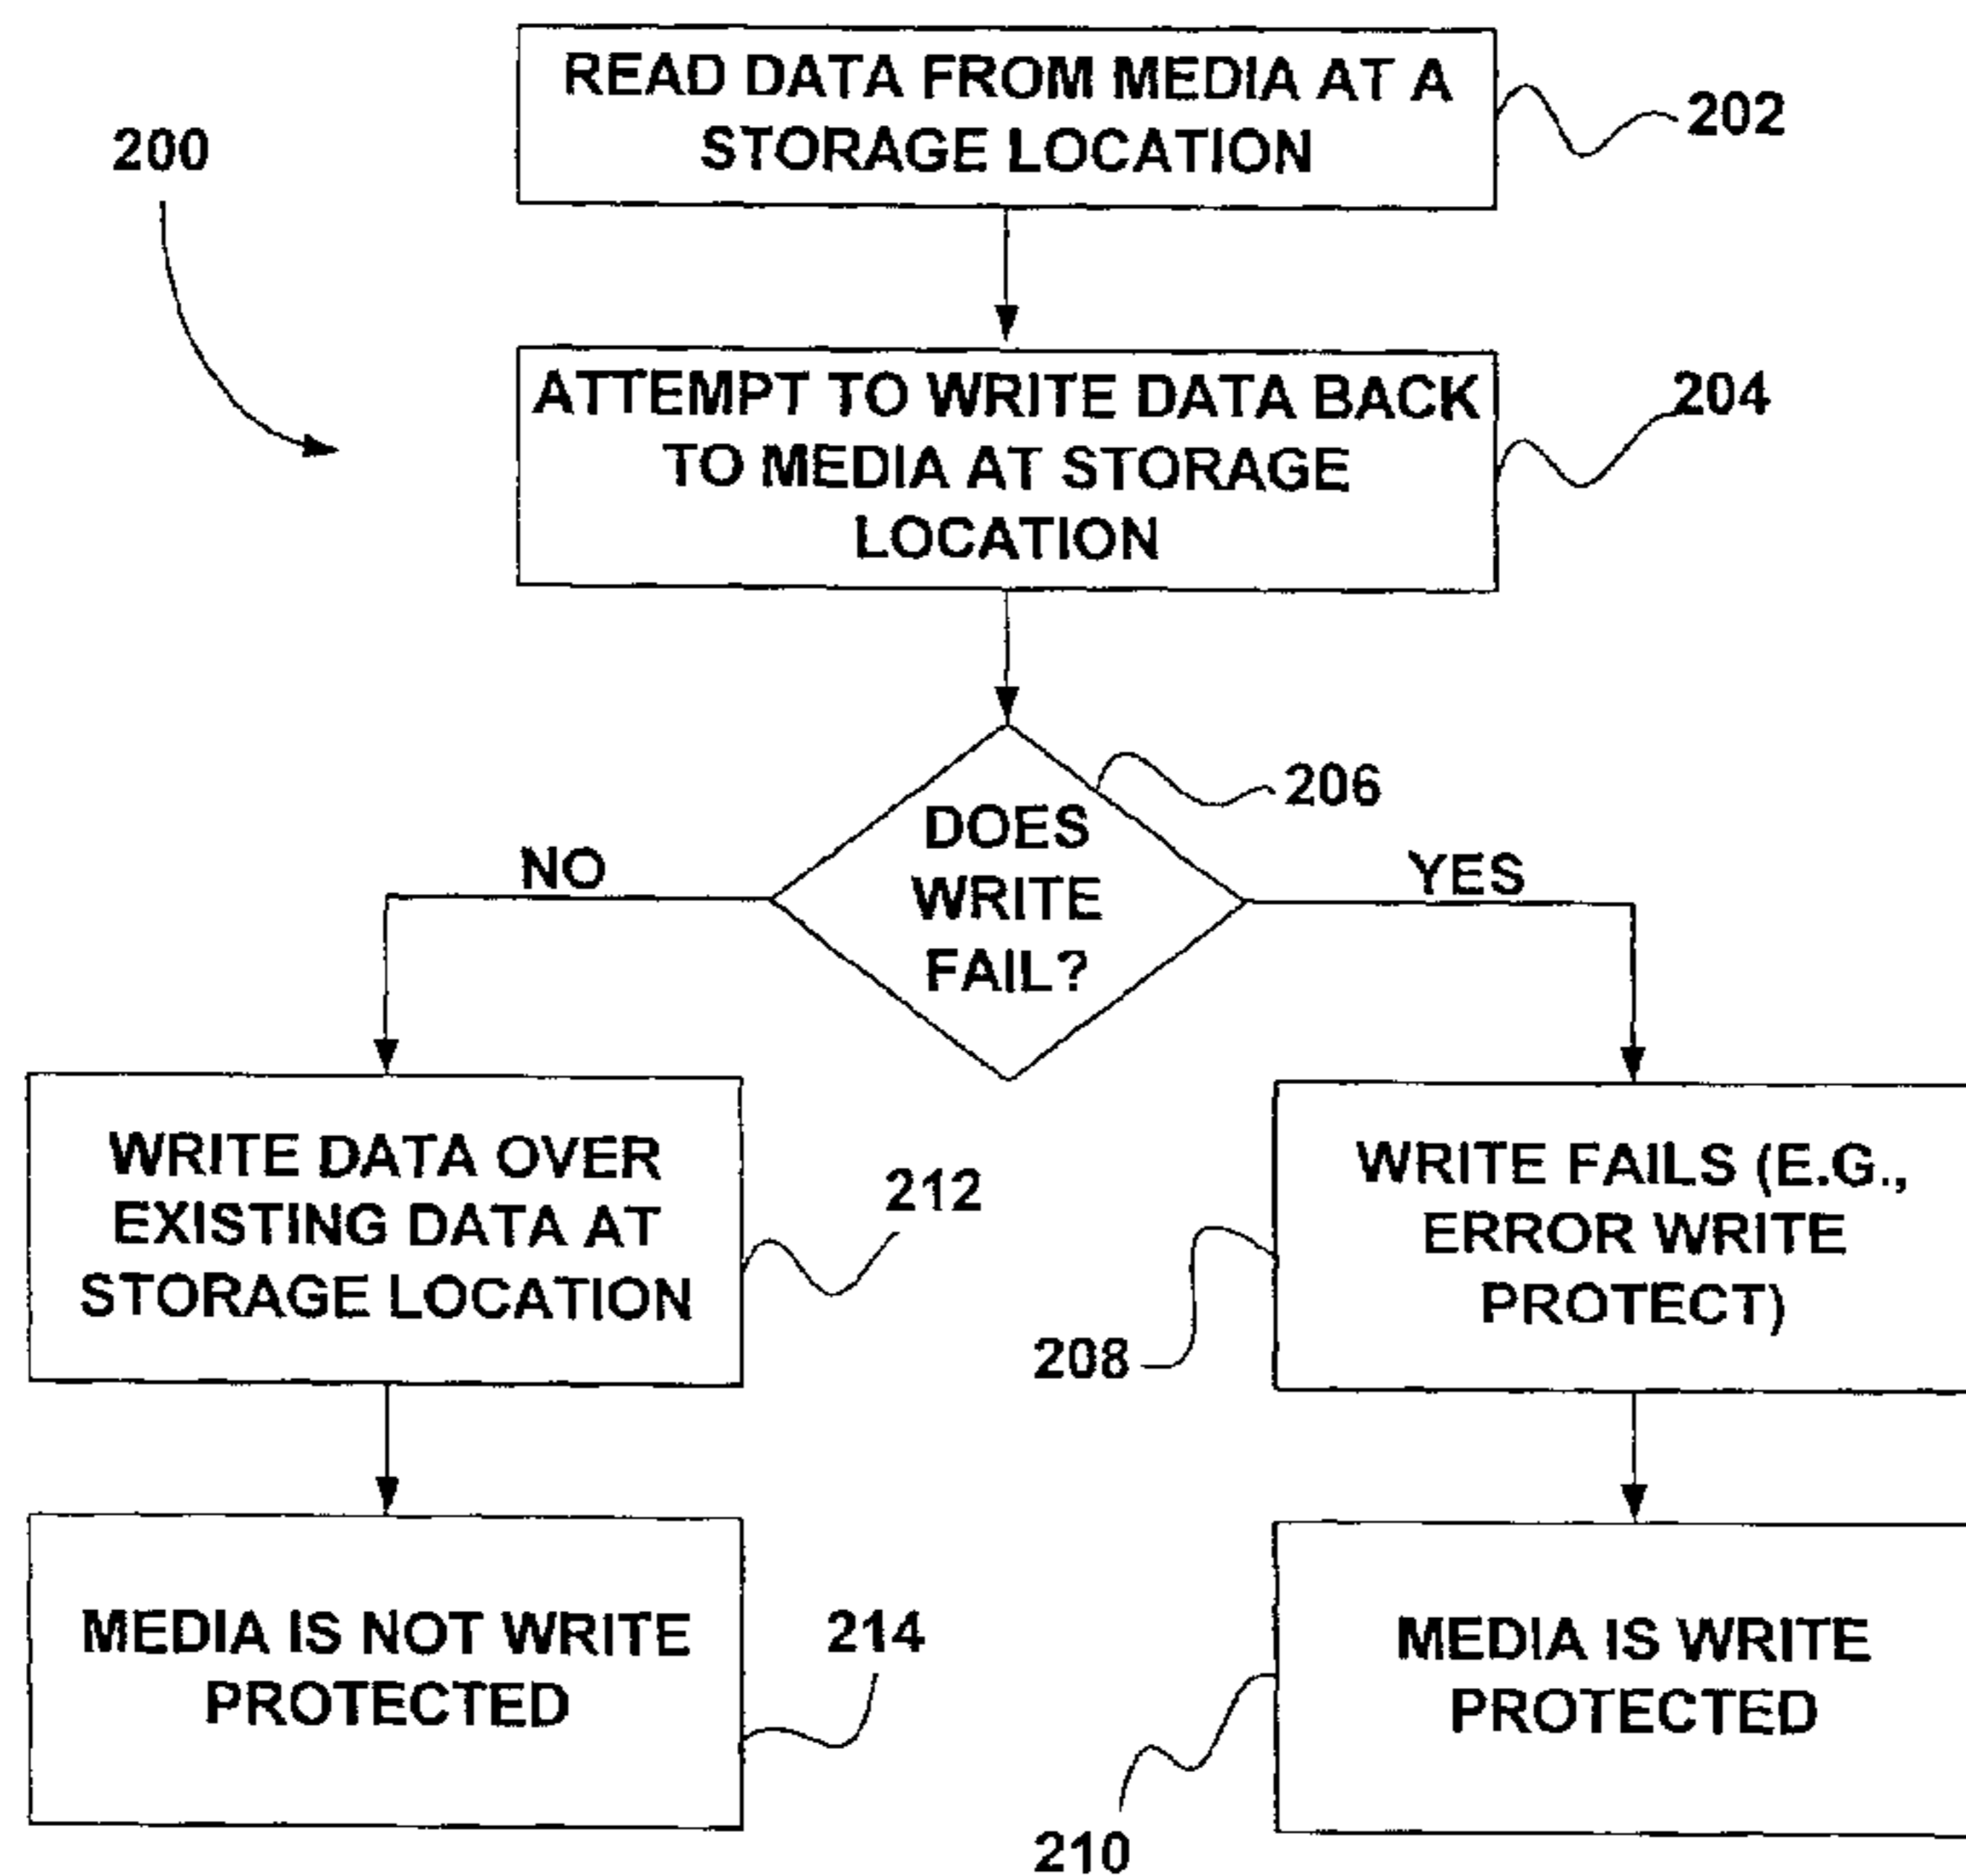 READ DATA FROM MEDIA AT A
STORAGE LOCATION
202
200
ATTEMPT TO WRITE DATA BACK
TO MEDIA AT STORAGE
LOCATION
204
206
DOES
WRITE
FAIL?
NO
YES
WRITE DATA OVER
EXISTING DATA AT
STORAGE LOCATION
212
WRITE FAILS (E.G.,
ERROR WRITE
PROTECT)
208
MEDIA IS NOT WRITE
PROTECTED
214
MEDIA IS WRITE
PROTECTED
210